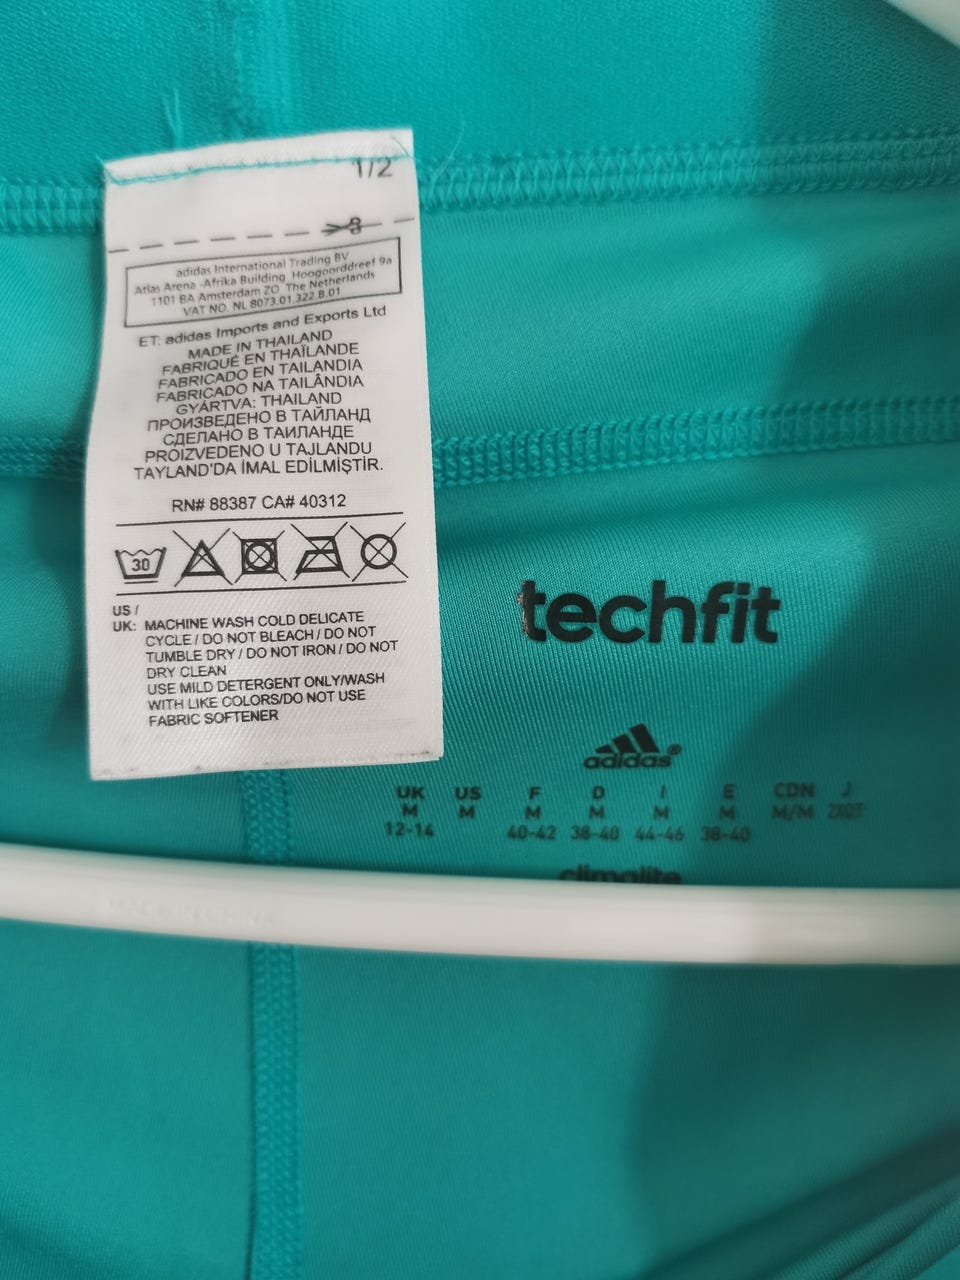 1/2
adidas International Trading BV
Atlas Arena -Afrika Building Hoogoorddreef 9a
1101 BA Amsterdam ZO The Netherlands
VAT NO. NL 8073.01.322.B.01
ET: adidas Imports and Exports Ltd
MADE IN THAILAND
FABRIQUÉ EN THAÏLANDE
FABRICADO EN TAILANDIA
FABRICADO NA TAILÂNDIA
GYÁRTVA: THAILAND
ПРОИЗВЕДЕНО В ТАЙЛАНД
СДЕЛАНО В ТАИЛАНДЕ
PROIZVEDENO U TAJLANDU
TAYLAND'DA İMAL EDİLMİŞTİR.
RN# 88387 CA# 40312
30
US /
UK: MACHINE WASH COLD DELICATE
CYCLE / DO NOT BLEACH / DO NOT
TUMBLE DRY / DO NOT IRON / DO NOT
DRY CLEAN
USE MILD DETERGENT ONLY/WASH
WITH LIKE COLORS/DO NOT USE
FABRIC SOFTENER
techfit
adidas®
UK US F D I E CDN J
M M M M M M M/M 2XOT
12-14 40-42 38-40 44-46 38-40
climalite
MADE IN CHINA